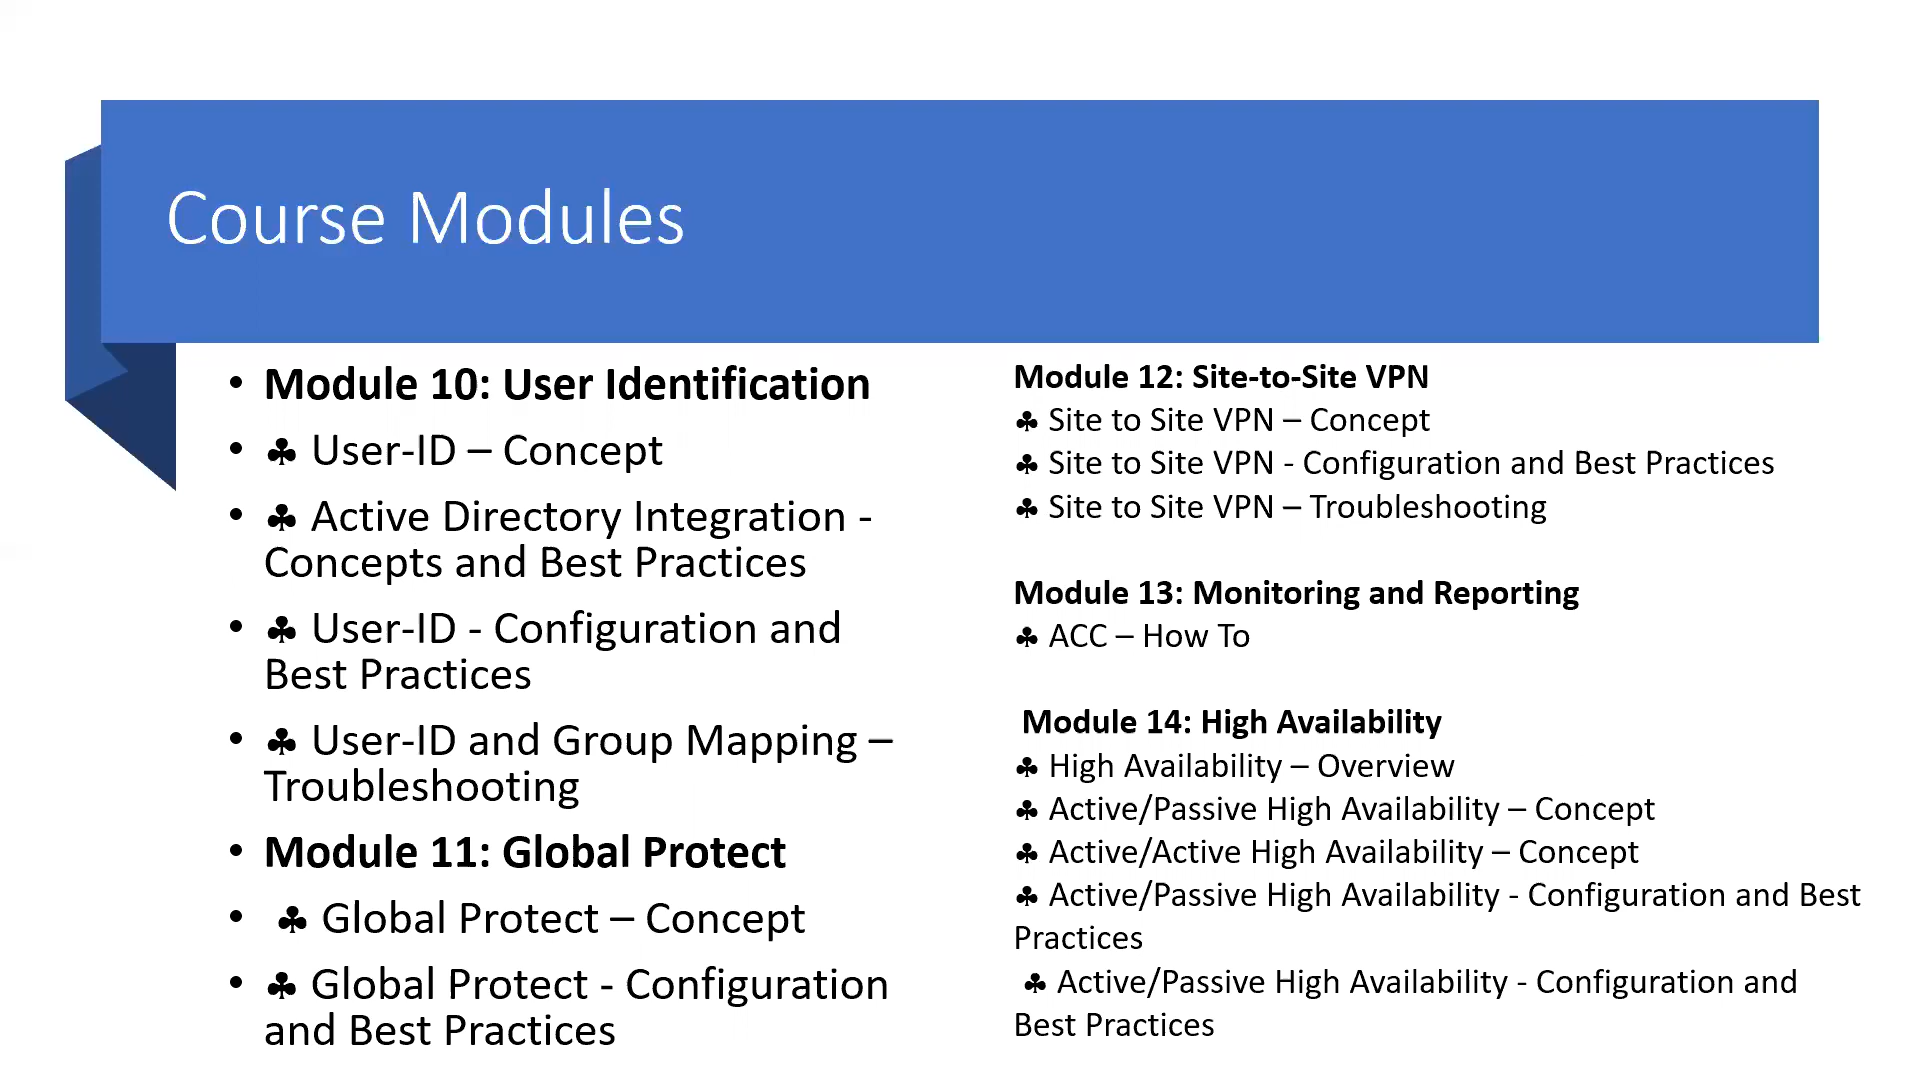 Course Modules
• Module 10: User Identification
• ♣ User-ID – Concept
• ♣ Active Directory Integration -
Concepts and Best Practices
• ♣ User-ID - Configuration and
Best Practices
• ♣ User-ID and Group Mapping –
Troubleshooting
• Module 11: Global Protect
• ♣ Global Protect – Concept
• ♣ Global Protect - Configuration
and Best Practices
Module 12: Site-to-Site VPN
♣ Site to Site VPN – Concept
♣ Site to Site VPN - Configuration and Best Practices
♣ Site to Site VPN – Troubleshooting
Module 13: Monitoring and Reporting
♣ ACC – How To
Module 14: High Availability
♣ High Availability – Overview
♣ Active/Passive High Availability – Concept
♣ Active/Active High Availability – Concept
♣ Active/Passive High Availability - Configuration and Best
Practices
♣ Active/Passive High Availability - Configuration and
Best Practices